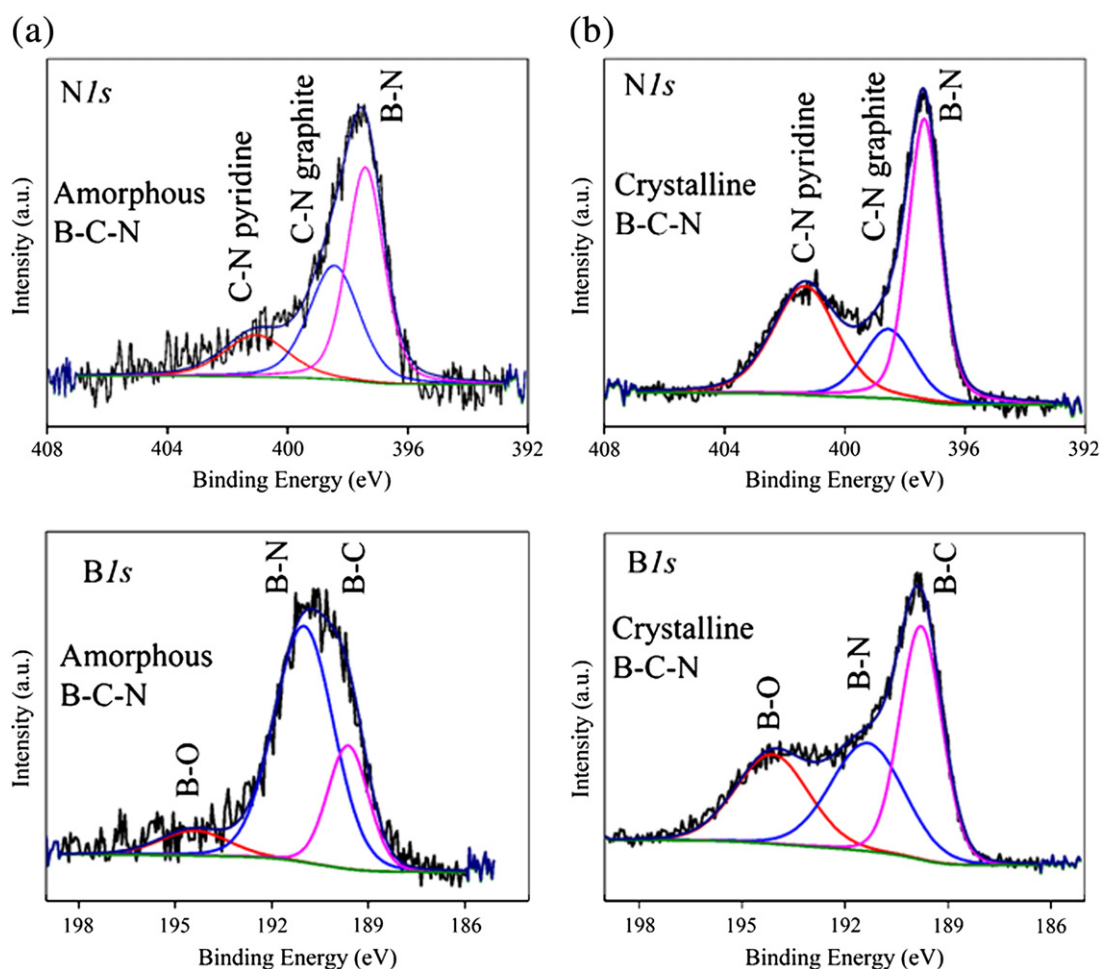 (a)
N1s
Amorphous
B-C-N
C-N pyridine
C-N graphite
B-N
Intensity (a.u.)
408 404 400 396 392
Binding Energy (eV)
(b)
N1s
Crystalline
B-C-N
C-N pyridine
C-N graphite
B-N
Intensity (a.u.)
408 404 400 396 392
Binding Energy (eV)
B1s
Amorphous
B-C-N
B-O
B-N
B-C
Intensity (a.u.)
198 195 192 189 186
Binding Energy (eV)
B1s
Crystalline
B-C-N
B-O
B-N
B-C
Intensity (a.u.)
198 195 192 189 186
Binding Energy (eV)